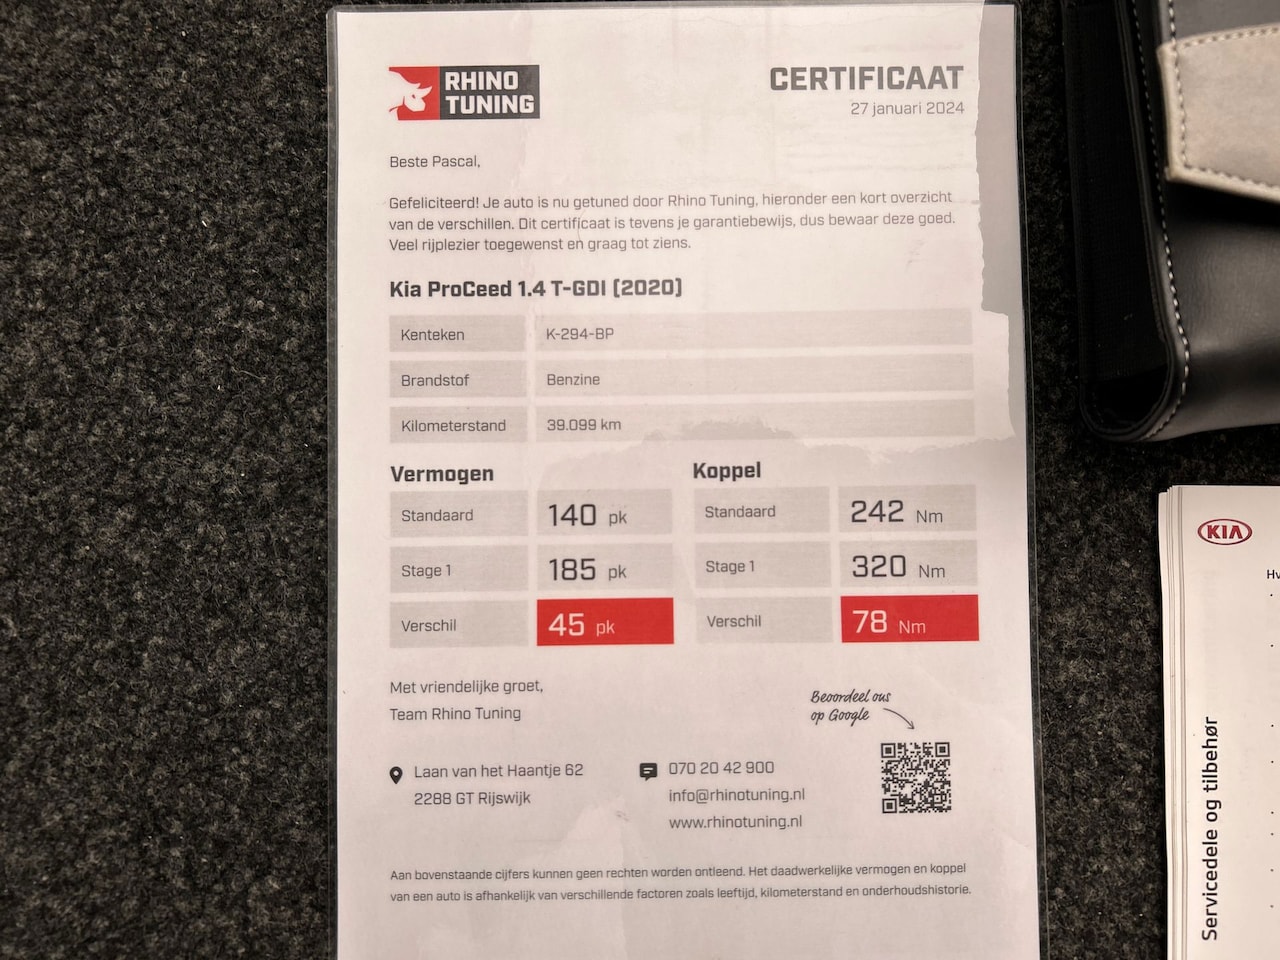 RHINO
TUNING
CERTIFICAAT
27 januari 2024
Beste Pascal,
Gefeliciteerd! Je auto is nu getuned door Rhino Tuning, hieronder een kort overzicht
van de verschillen. Dit certificaat is tevens je garantiebewijs, dus bewaar deze goed.
Veel rijplezier toegewenst en graag tot ziens.
Kia ProCeed 1.4 T-GDI (2020)
Kenteken K-294-BP
Brandstof Benzine
Kilometerstand 39.099 km
Vermogen
Standaard 140 pk
Stage 1 185 pk
Verschil 45 pk
Koppel
Standaard 242 Nm
Stage 1 320 Nm
Verschil 78 Nm
Met vriendelijke groet,
Team Rhino Tuning
Beoordeel ons
op Google
Laan van het Haantje 62
2288 GT Rijswijk
070 20 42 900
info@rhinotuning.nl
www.rhinotuning.nl
Aan bovenstaande cijfers kunnen geen rechten worden ontleend. Het daadwerkelijke vermogen en koppel
van een auto is afhankelijk van verschillende factoren zoals leeftijd, kilometerstand en onderhoudshistorie.
KIA
Servicedele og tilbehør